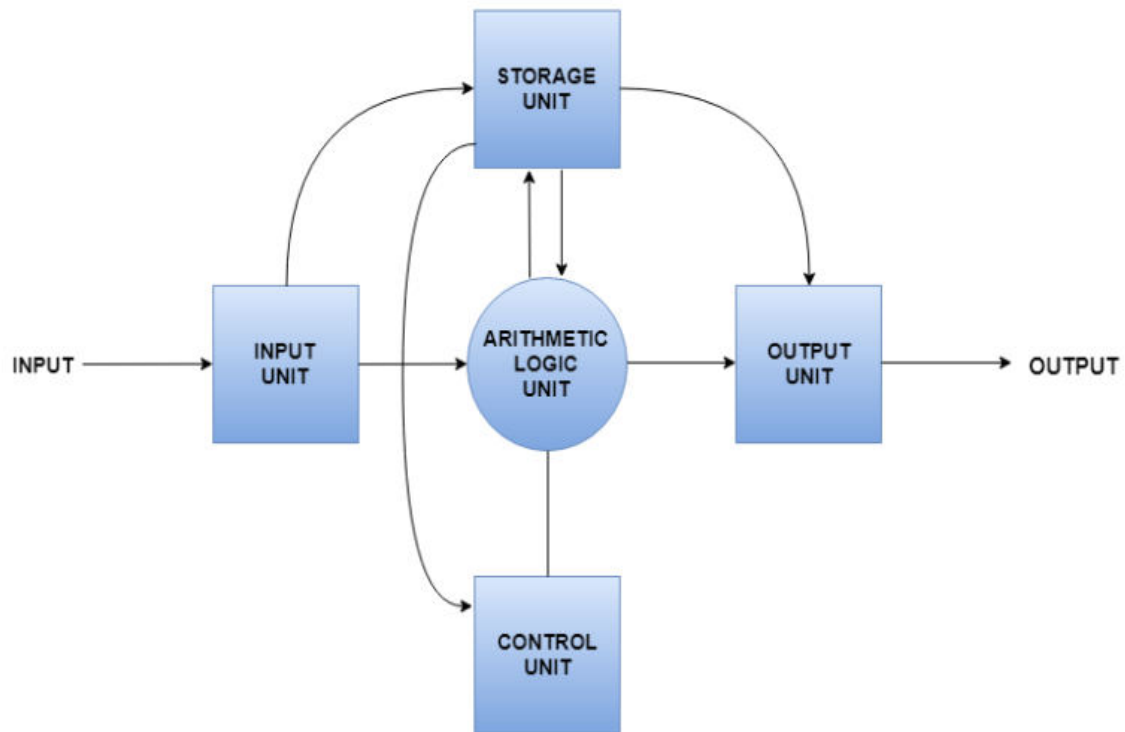 STORAGE
UNIT
INPUT
INPUT
UNIT
ARITHMETIC
LOGIC
UNIT
OUTPUT
UNIT
OUTPUT
CONTROL
UNIT